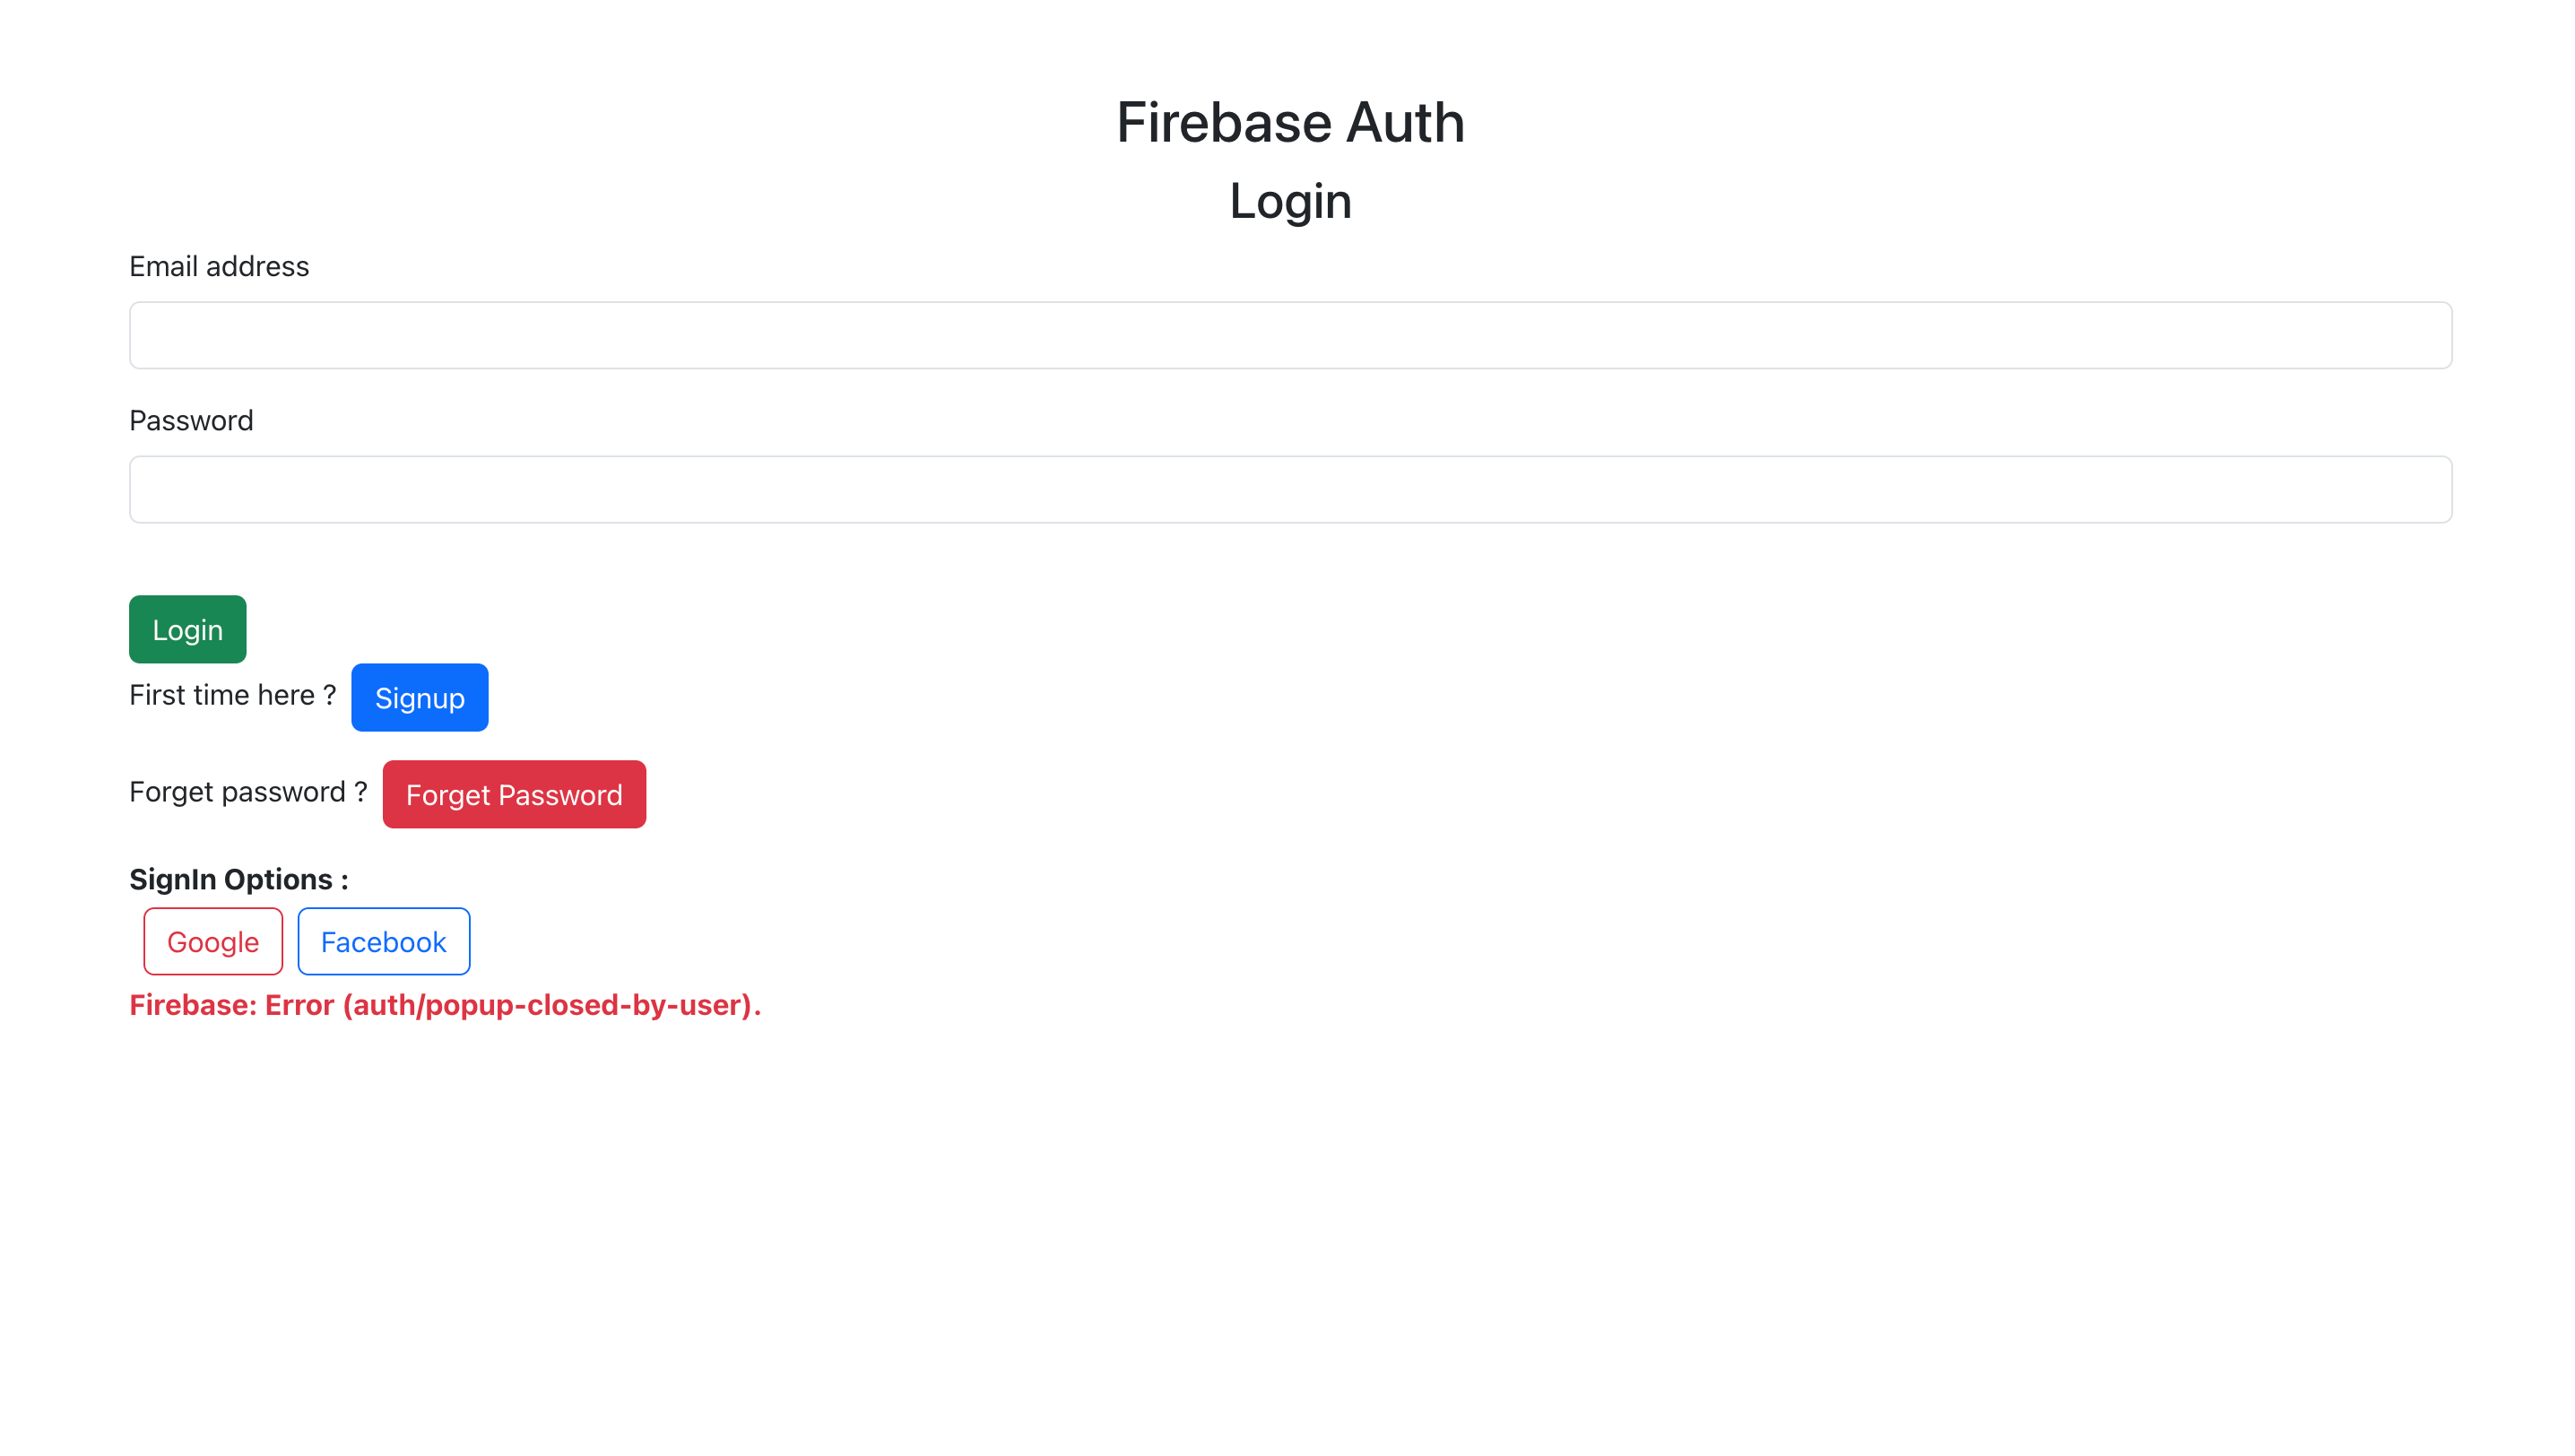 Firebase Auth
Login
Email address
Password
Login
First time here ? Signup
Forget password ? Forget Password
SignIn Options :
Google Facebook
Firebase: Error (auth/popup-closed-by-user).